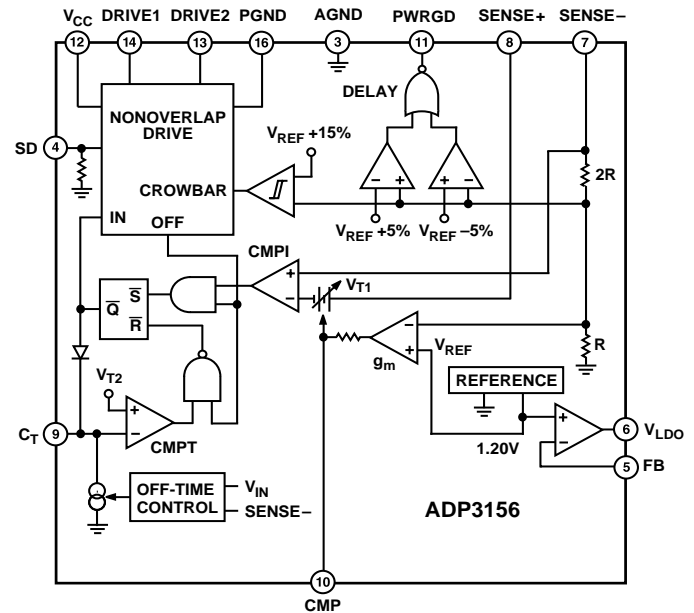 VCC DRIVE1 DRIVE2 PGND AGND PWRGD SENSE+ SENSE–
12 14 13 16 3 11 8 7
DELAY
NONOVERLAP
DRIVE
VREF +15%
SD 4
2R
CROWBAR
– + – +
IN
OFF
VREF +5% VREF –5%
CMPI
+
–
VT1
S
Q
R
–
+
VREF
gm
R
VT2
REFERENCE
+
–
CMPT
CT 9
+
–
6 VLDO
5 FB
1.20V
OFF-TIME
CONTROL
VIN
SENSE–
ADP3156
10
CMP